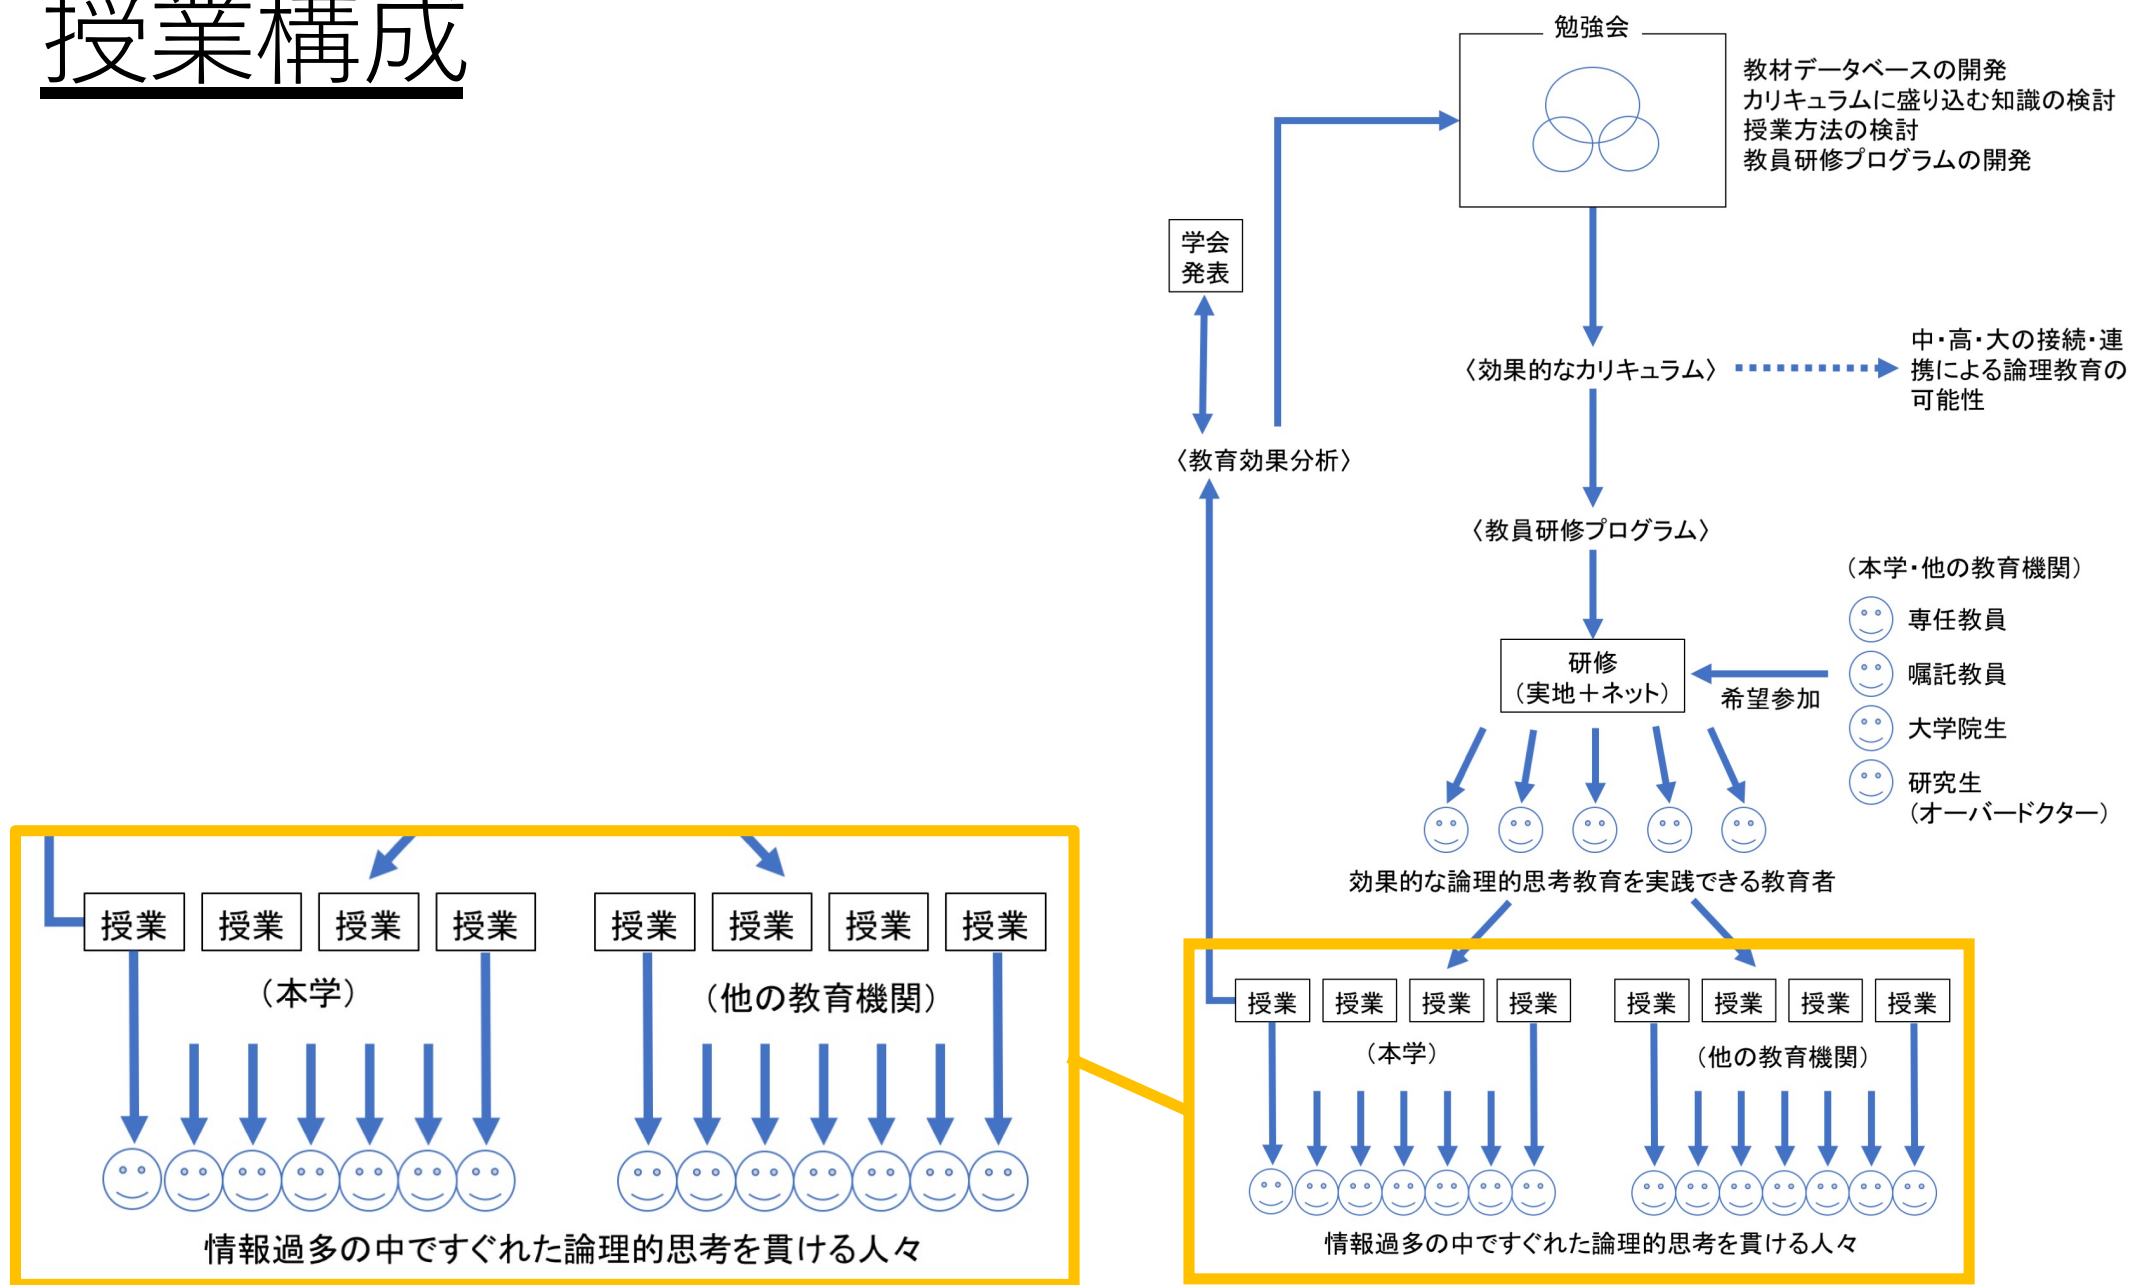 授業構成
勉強会
教材データベースの開発
カリキュラムに盛り込む知識の検討
授業方法の検討
教員研修プログラムの開発
学会
発表
〈効果的なカリキュラム〉
中・高・大の接続・連
携による論理教育の
可能性
〈教育効果分析〉
〈教員研修プログラム〉
（本学・他の教育機関）
専任教員
嘱託教員
大学院生
研究生
（オーバードクター）
研修
（実地＋ネット）
希望参加
効果的な論理的思考教育を実践できる教育者
授業 授業 授業 授業 授業 授業 授業 授業
（本学） （他の教育機関）
情報過多の中ですぐれた論理的思考を貫ける人々
授業 授業 授業 授業 授業 授業 授業 授業
（本学） （他の教育機関）
情報過多の中ですぐれた論理的思考を貫ける人々